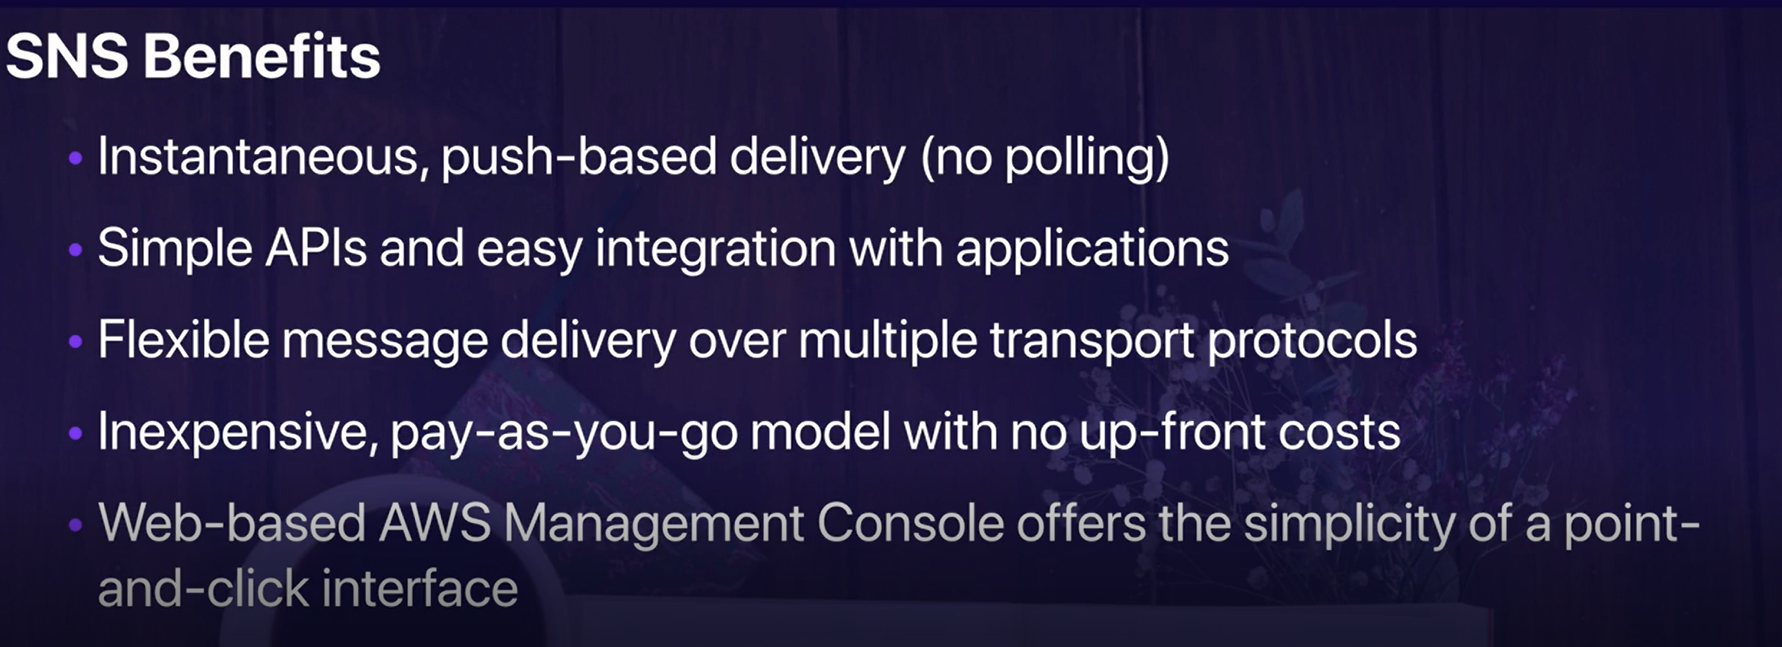 SNS Benefits
• Instantaneous, push-based delivery (no polling)
• Simple APIs and easy integration with applications
• Flexible message delivery over multiple transport protocols
• Inexpensive, pay-as-you-go model with no up-front costs
• Web-based AWS Management Console offers the simplicity of a point-
and-click interface